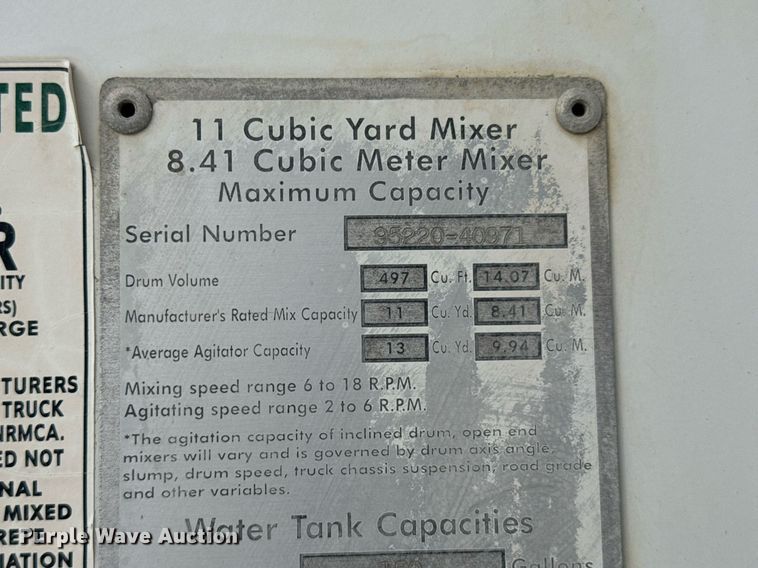 TED
R
ITY
RS)
RGE
TURERS
TRUCK
NRMCA.
ED NOT
NAL
MIXED
REPT
MATION
11 Cubic Yard Mixer
8.41 Cubic Meter Mixer
Maximum Capacity
Serial Number 95220-40971
Drum Volume 497 Cu. Ft. 14.07 Cu. M.
Manufacturer's Rated Mix Capacity 11 Cu. Yd. 8.41 Cu. M.
*Average Agitator Capacity 13 Cu. Yd. 9.94 Cu. M.
Mixing speed range 6 to 18 R.P.M.
Agitating speed range 2 to 6 R.P.M.
*The agitation capacity of inclined drum, open end
mixers will vary and is governed by drum axis angle,
slump, drum speed, truck chassis suspension, road grade
and other variables.
Water Tank Capacities
Gallons
Purple Wave Auction